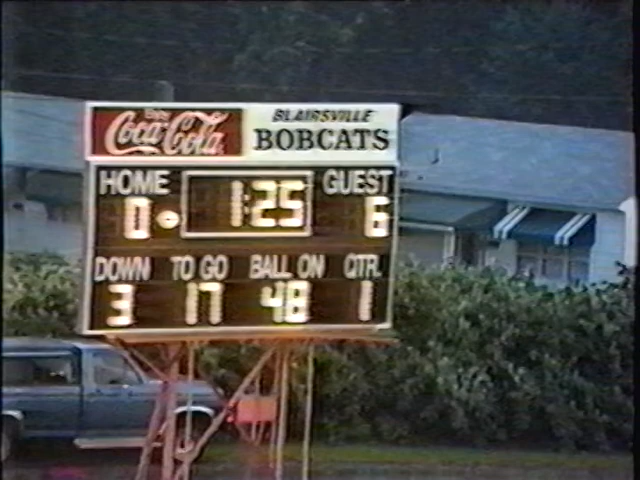 Enjoy
Coca-Cola
BLAIRSVILLE
BOBCATS
HOME 1:25 GUEST
0 6
DOWN TO GO BALL ON QTR.
3 17 48 1